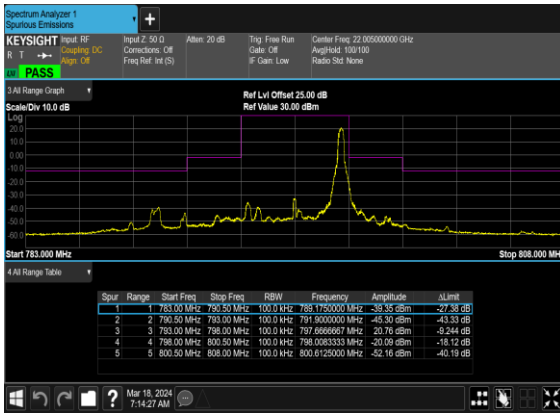 Spectrum Analyzer 1
Spurious Emissions
+
KEYSIGHT Input: RF Input Z: 50 Ω Atten: 20 dB Trig: Free Run Center Freq: 22.005000000 GHz
R T Coupling: DC Corrections: Off Gate: Off Avg|Hold: 100/100
Align: Off Freq Ref: Int (S) IF Gain: Low Radio Std: None
PASS
3 All Range Graph
Ref Lvl Offset 25.00 dB
Scale/Div 10.0 dB Ref Value 30.00 dBm
Log
20.0
10.0
0.00
-10.0
-20.0
-30.0
-40.0
-50.0
-60.0
Start 783.000 MHz Stop 808.000 MH
4 All Range Table
Spur Range Start Freq Stop Freq RBW Frequency Amplitude ΔLimit
1 1 783.00 MHz 790.50 MHz 100.0 kHz 789.1750000 MHz -39.35 dBm -27.38 dB
2 2 790.50 MHz 793.00 MHz 100.0 kHz 791.9000000 MHz -45.30 dBm -43.33 dB
3 3 793.00 MHz 798.00 MHz 100.0 kHz 797.6666667 MHz 20.76 dBm -9.244 dB
4 4 798.00 MHz 800.50 MHz 100.0 kHz 798.0083333 MHz -20.09 dBm -18.12 dB
5 5 800.50 MHz 808.00 MHz 100.0 kHz 800.6125000 MHz -52.16 dBm -40.19 dB
? Mar 18, 2024
7:14:27 AM